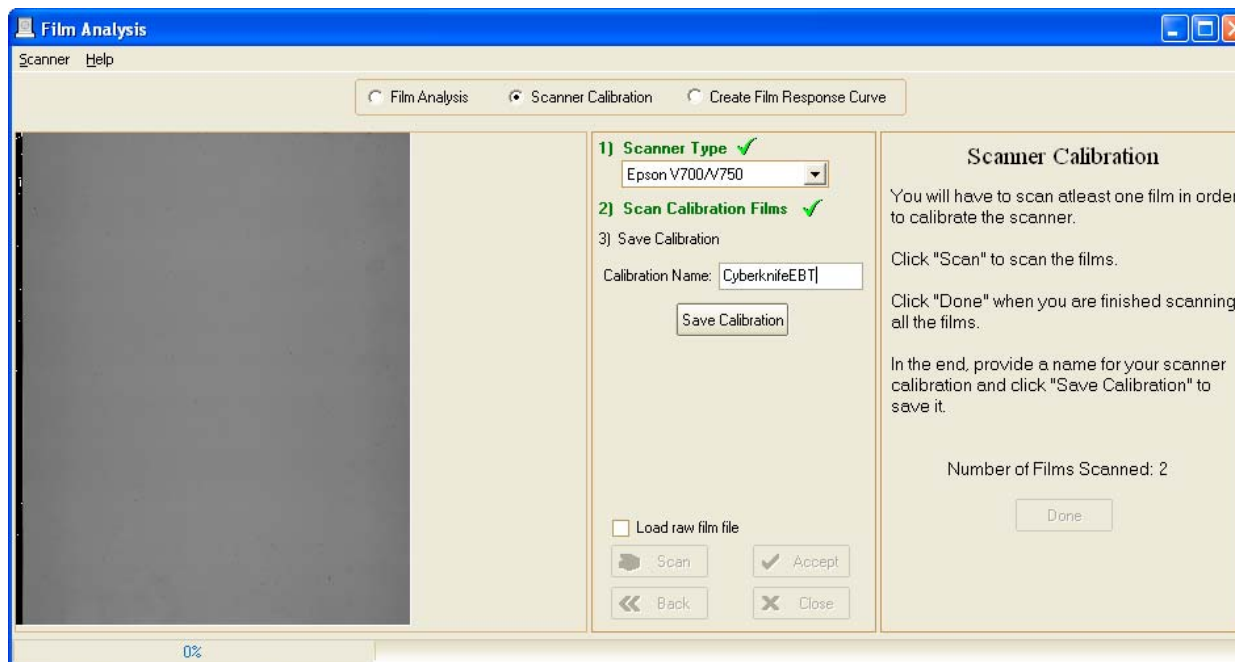 Film Analysis
Scanner Help
Film Analysis Scanner Calibration Create Film Response Curve
1) Scanner Type
Epson V700/V750
2) Scan Calibration Films
3) Save Calibration
Calibration Name: CyberknifeEBT
Save Calibration
Load raw film file
Scan Accept
Back Close
Scanner Calibration
You will have to scan atleast one film in order
to calibrate the scanner.
Click "Scan" to scan the films.
Click "Done" when you are finished scanning
all the films.
In the end, provide a name for your scanner
calibration and click "Save Calibration" to
save it.
Number of Films Scanned: 2
Done
0%